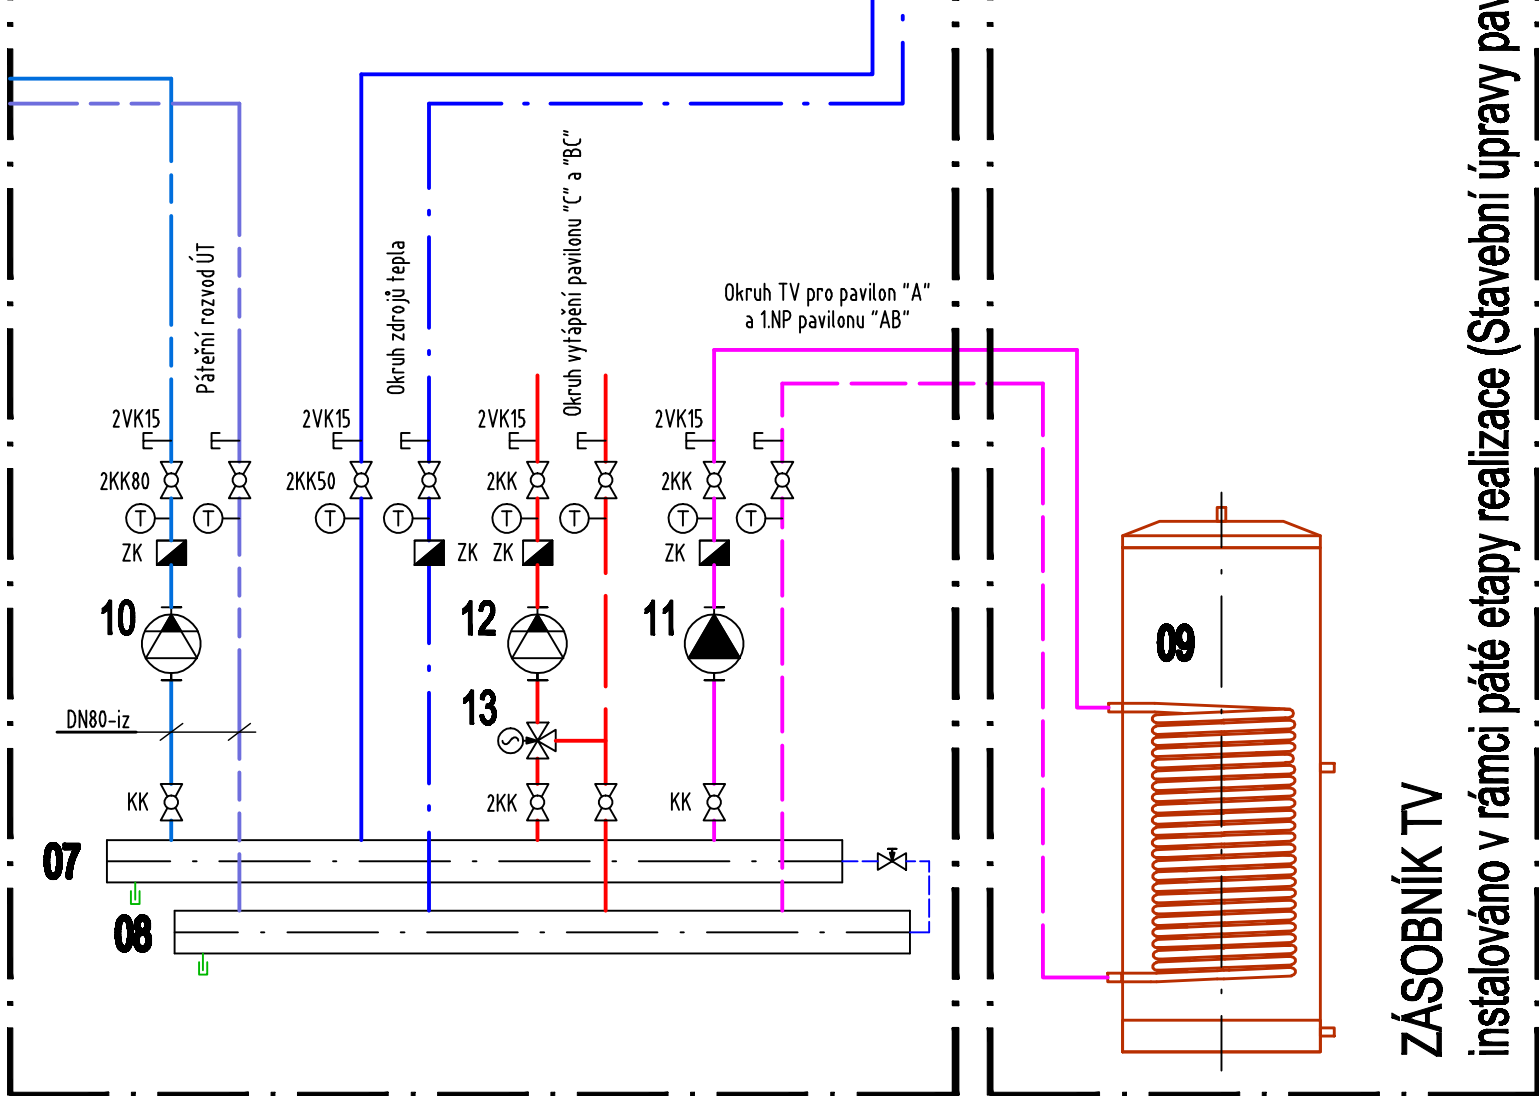 Páteřní rozvod ÚT
Okruh zdrojů tepla
Okruh vytápění pavilonu "C" a "BC"
Okruh TV pro pavilon "A"
a 1.NP pavilonu "AB"
2VK15
2VK15
2VK15
2VK15
2KK80
2KK50
2KK
2KK
T
T
T
T
T
T
T
T
ZK
ZK
ZK
ZK
10
12
11
09
13
DN80-iz
KK
2KK
KK
07
08
ZÁSOBNÍK TV
instalováno v rámci páté etapy realizace (Stavební úpravy pav